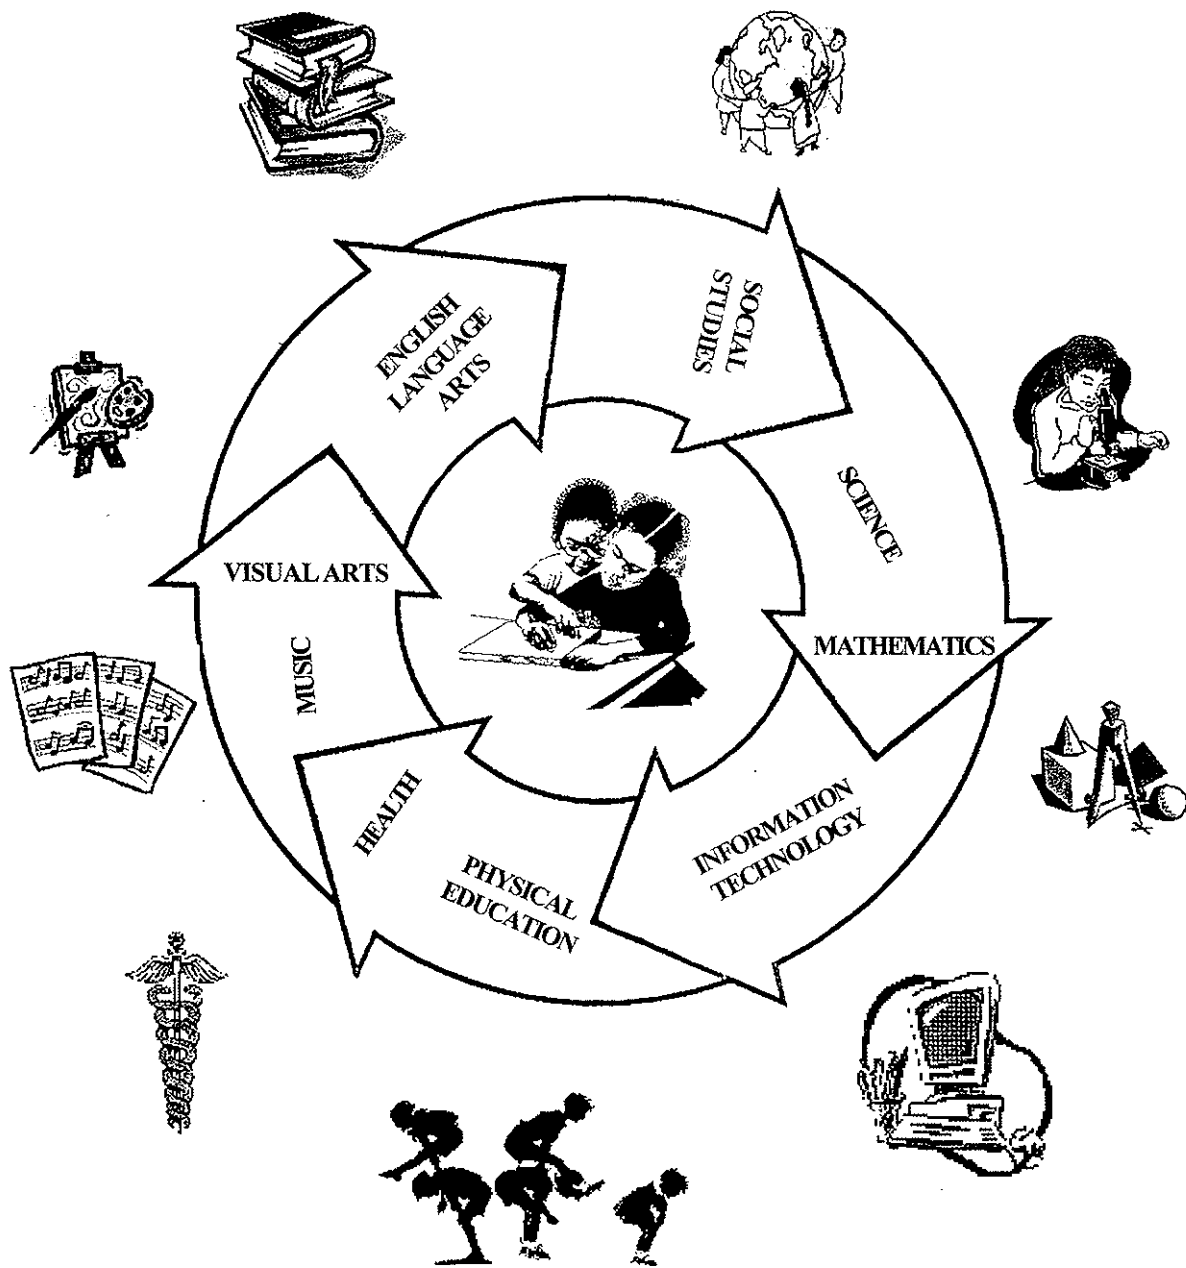 ENGLISH
LANGUAGE
ARTS
SOCIAL
STUDIES
SCIENCE
MATHEMATICS
INFORMATION
TECHNOLOGY
PHYSICAL
EDUCATION
HEALTH
MUSIC
VISUAL ARTS